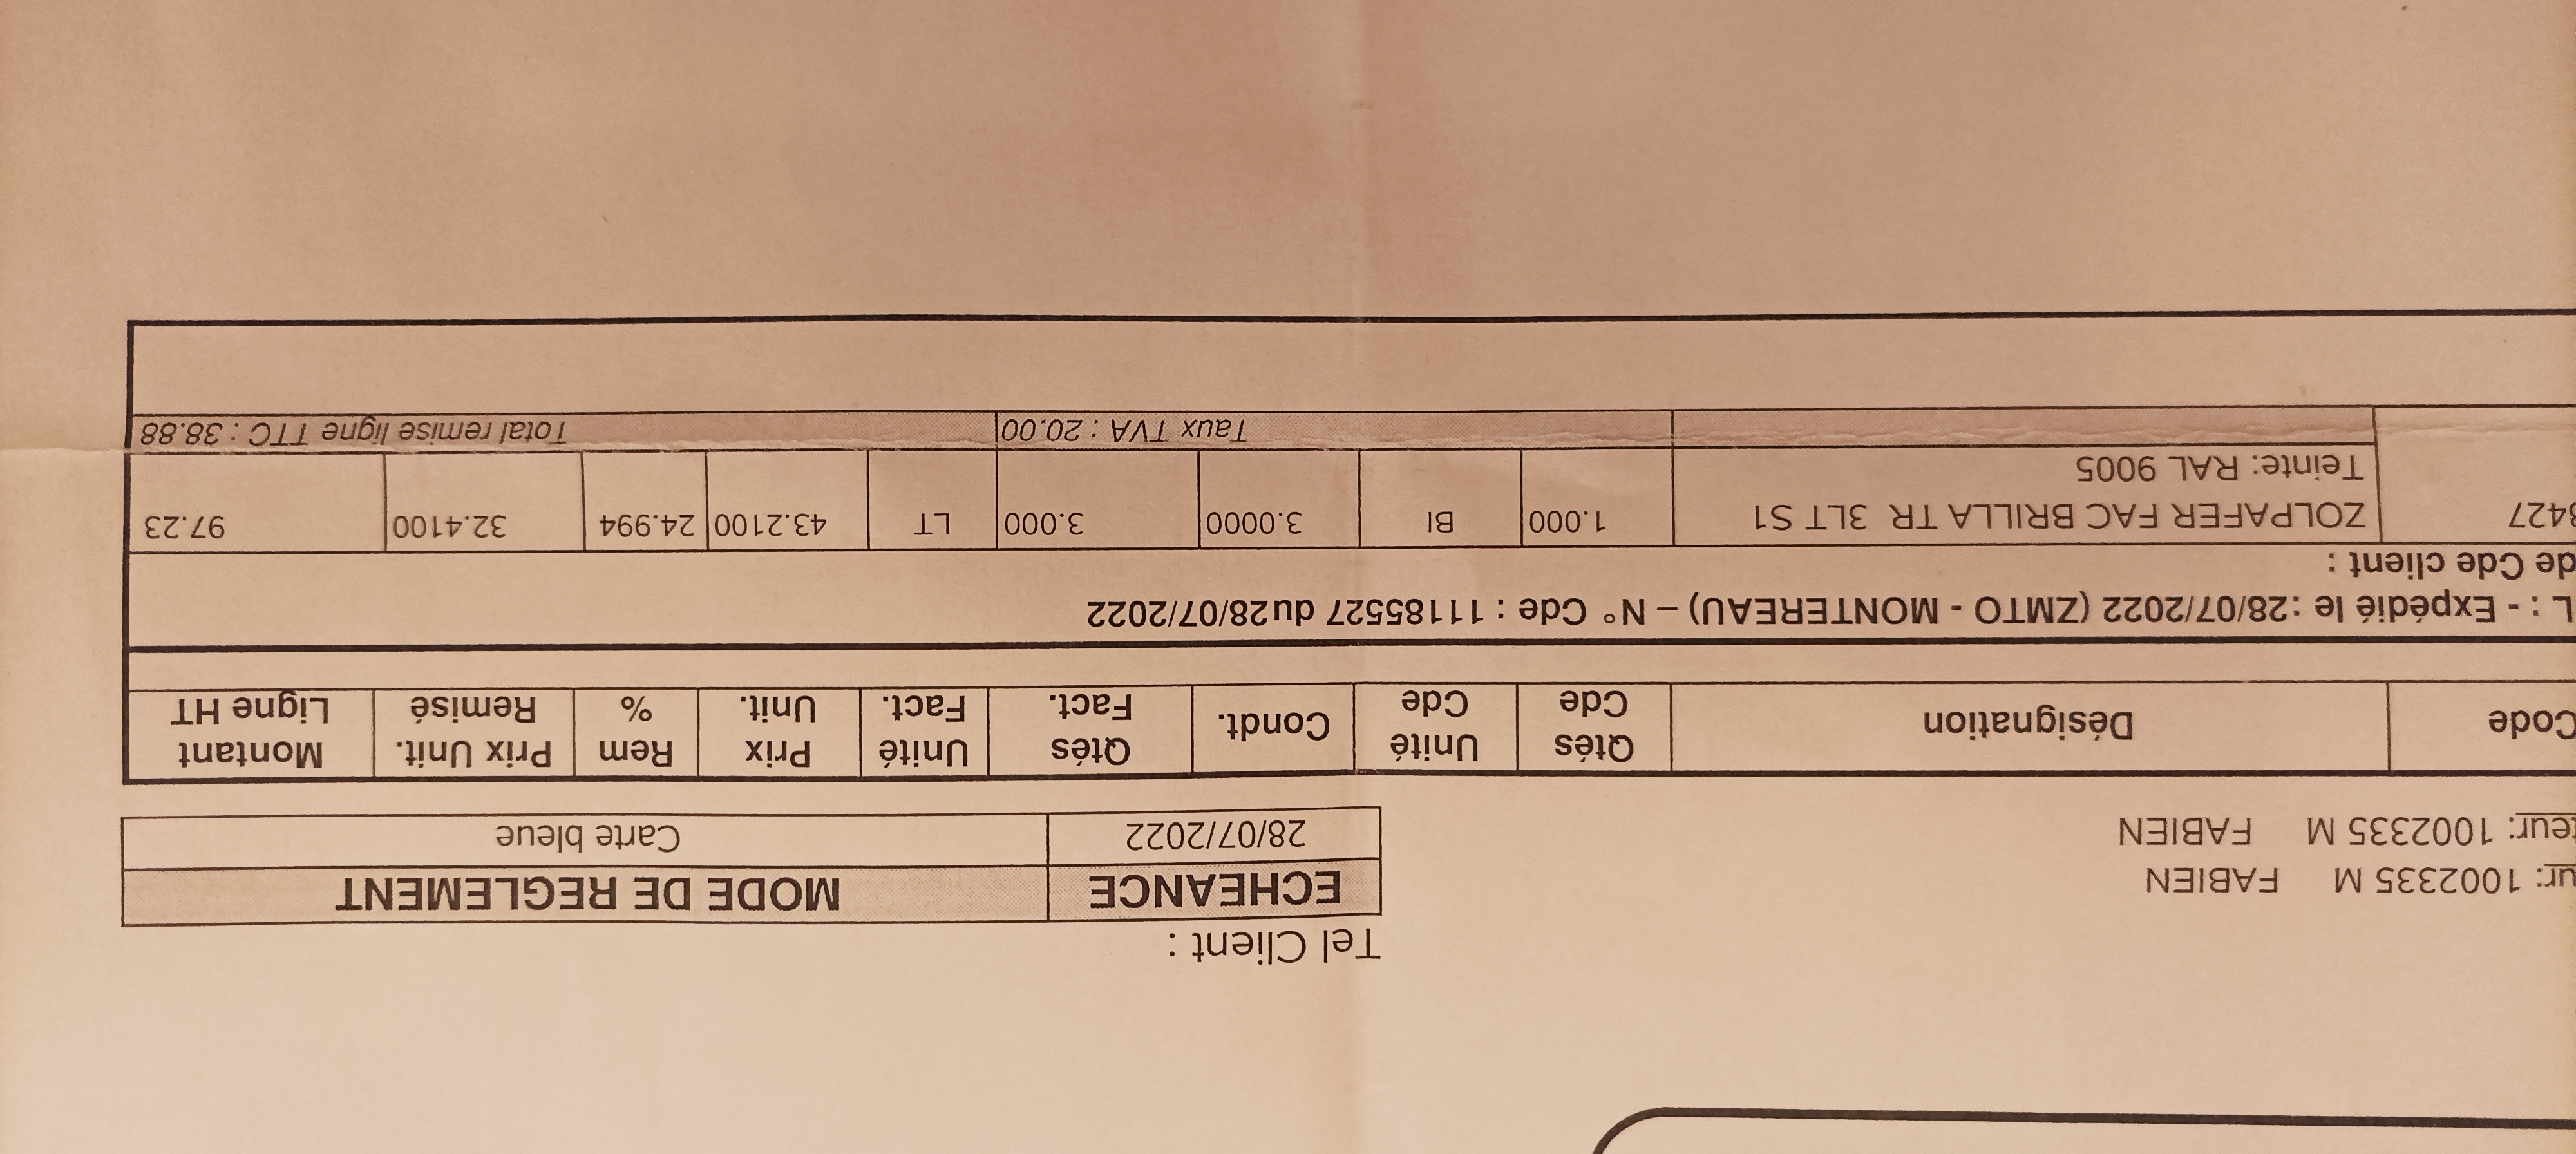 ur: 1002335 M FABIEN
teur: 1002335 M FABIEN
Tel Client :
ECHEANCE MODE DE REGLEMENT
28/07/2022 Carte bleue
Code Désignation Qtés Cde Unité Cde Condt. Qtés Fact. Unité Fact. Prix Unit. Rem % Prix Unit. Remisé Montant Ligne HT
L : - Expédié le :28/07/2022 (ZMTO - MONTEREAU) – N° Cde : 11185527 du28/07/2022
de Cde client :
3427 ZOLPAFER FAC BRILLA TR 3LT S1 1.000 BI 3.0000 3.000 LT 43.2100 24.994 32.4100 97.23
Teinte: RAL 9005
Taux TVA : 20.00 Total remise ligne TTC : 38.88